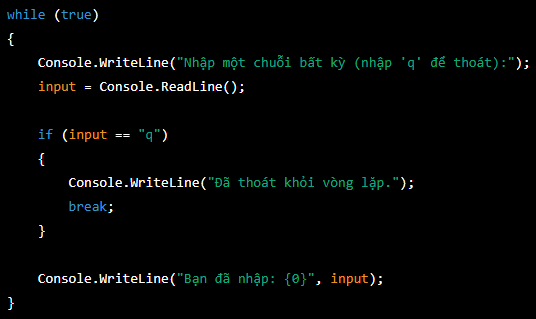 while (true)
{
    Console.WriteLine("Nhập một chuỗi bất kỳ (nhập 'q' để thoát):");
    input = Console.ReadLine();

    if (input == "q")
    {
        Console.WriteLine("Đã thoát khỏi vòng lặp.");
        break;
    }

    Console.WriteLine("Bạn đã nhập: {0}", input);
}